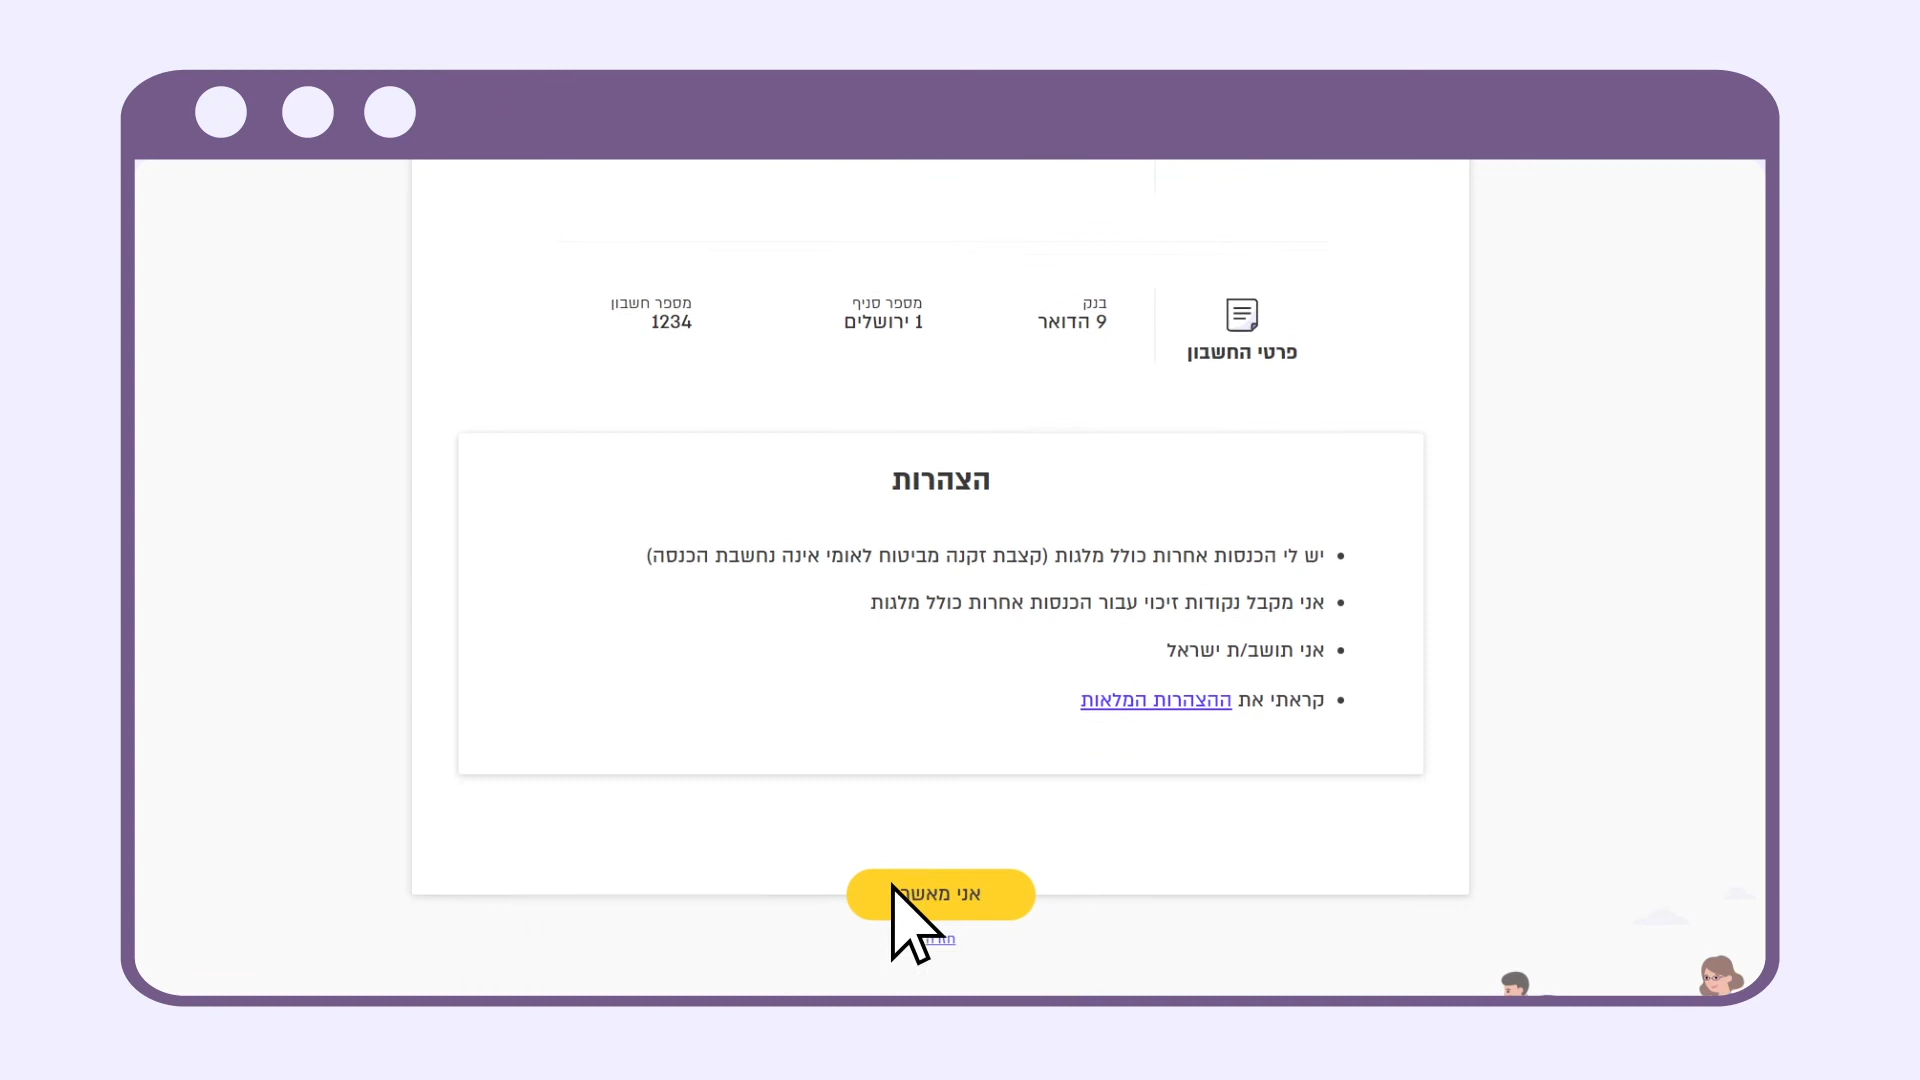 פרטי החשבון
בנק
9 הדואר
מספר סניף
1 ירושלים
מספר חשבון
1234
הצהרות
יש לי הכנסות אחרות כולל מלגות (קצבת זקנה מביטוח לאומי אינה נחשבת הכנסה)
אני מקבל נקודות זיכוי עבור הכנסות אחרות כולל מלגות
אני תושב/ת ישראל
קראתי את ההצהרות המלאות
אני מאשר